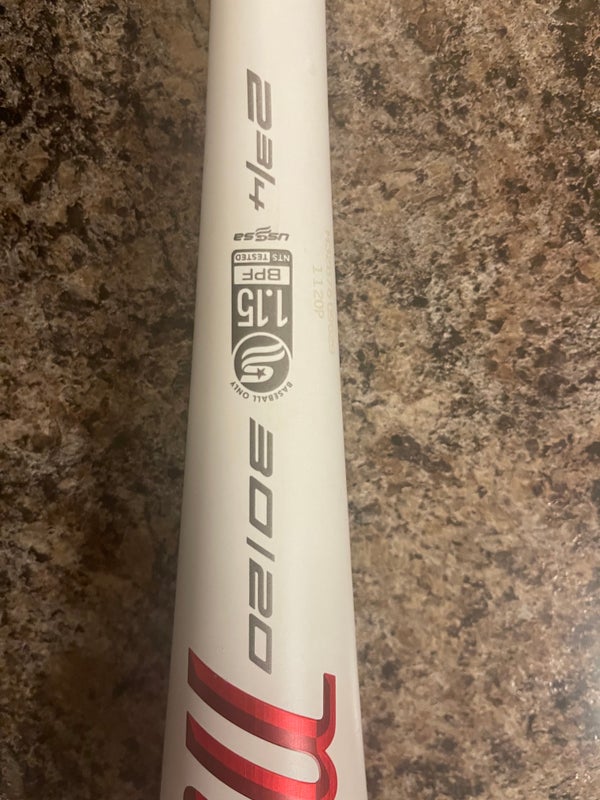 2 3/4
USSSA
NTS TESTED
BPF
1.15
BASEBALL ONLY
30/20
m